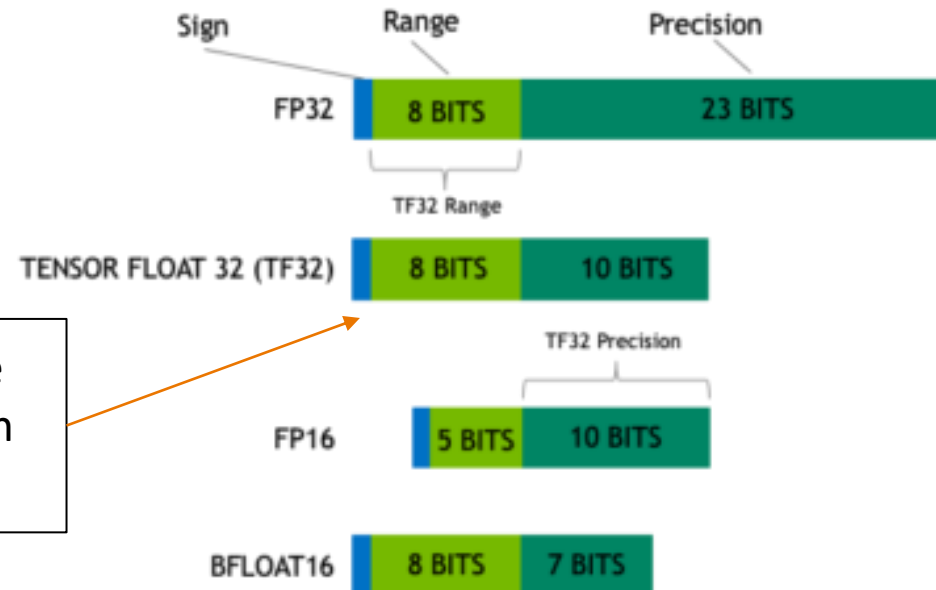 Sign Range Precision
FP32 8 BITS 23 BITS
TF32 Range
TENSOR FLOAT 32 (TF32) 8 BITS 10 BITS
TF32 Precision
FP16 5 BITS 10 BITS
BFLOAT16 8 BITS 7 BITS